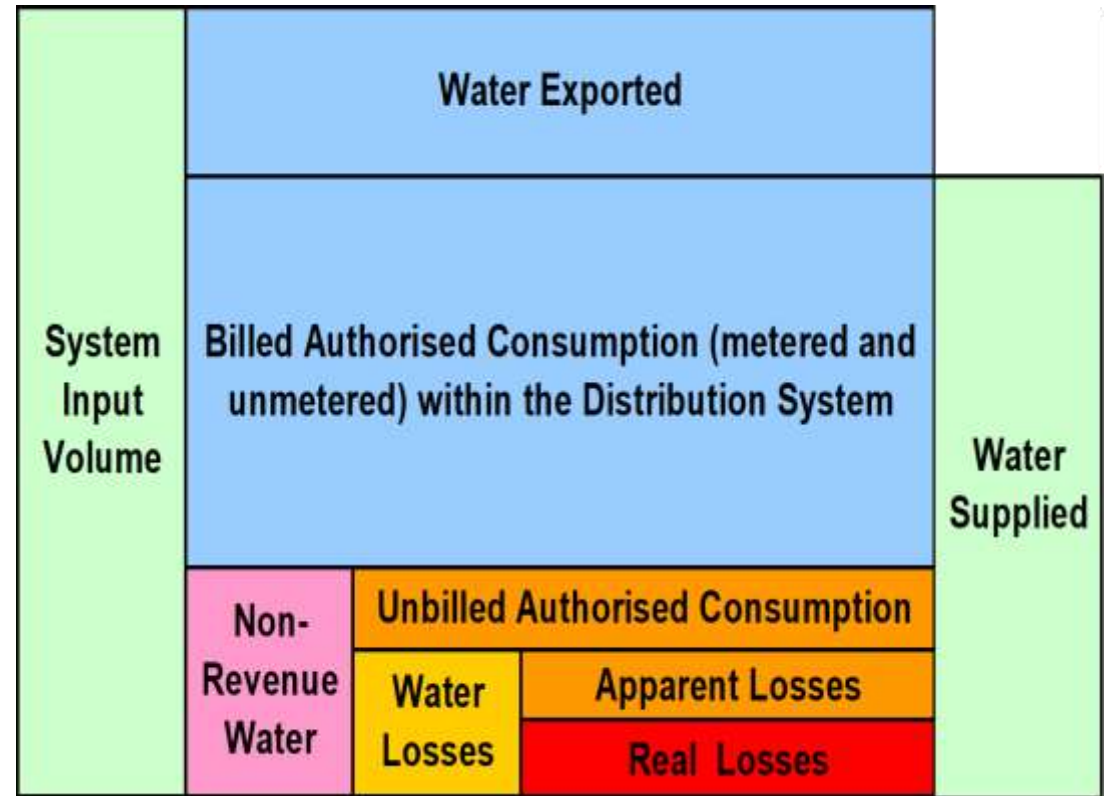 Water Exported
System
Input
Volume
Billed Authorised Consumption (metered and
unmetered) within the Distribution System
Water
Supplied
Non-
Revenue
Water
Unbilled Authorised Consumption
Water
Losses
Apparent Losses
Real Losses